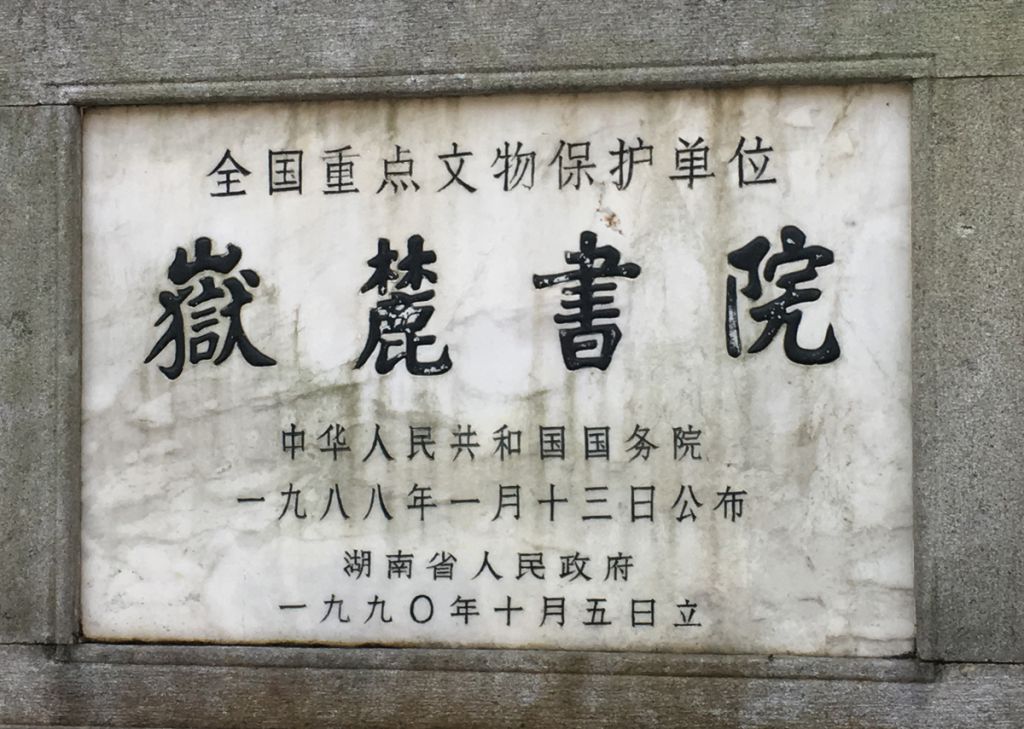 全国重点文物保护单位
嶽麓書院
中华人民共和国国务院
一九八八年一月十三日公布
湖南省人民政府
一九九〇年十月五日立